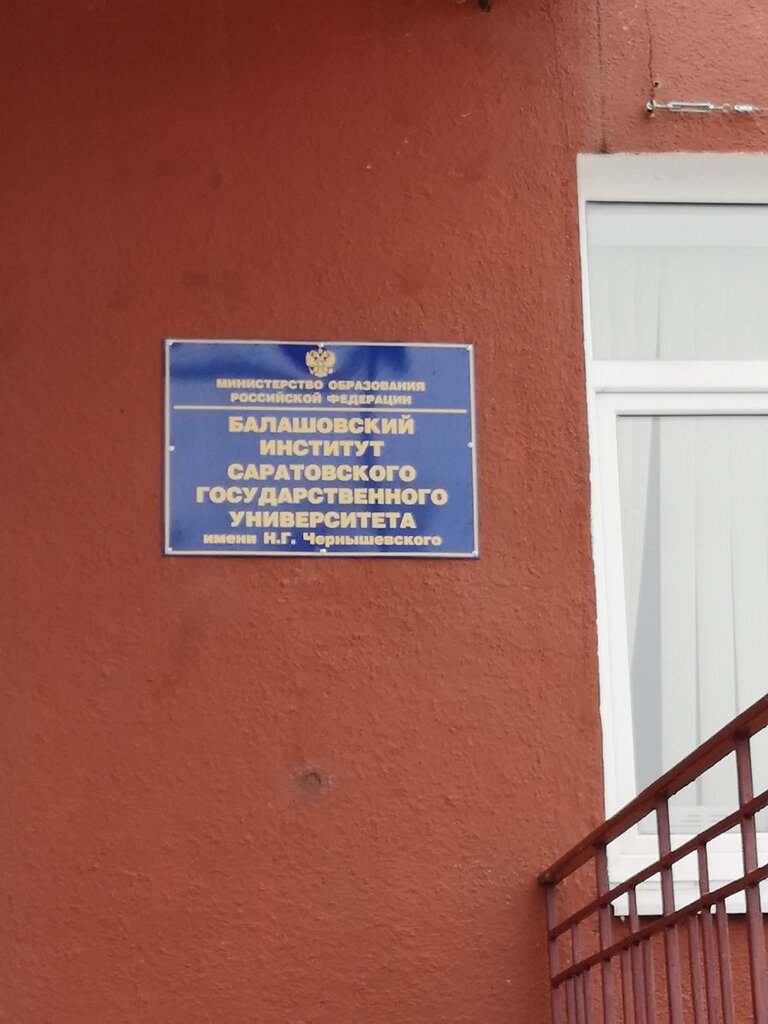 МИНИСТЕРСТВО ОБРАЗОВАНИЯ
РОССИЙСКОЙ ФЕДЕРАЦИИ
БАЛАШОВСКИЙ
ИНСТИТУТ
САРАТОВСКОГО
ГОСУДАРСТВЕННОГО
УНИВЕРСИТЕТА
имени Н.Г. Чернышевского